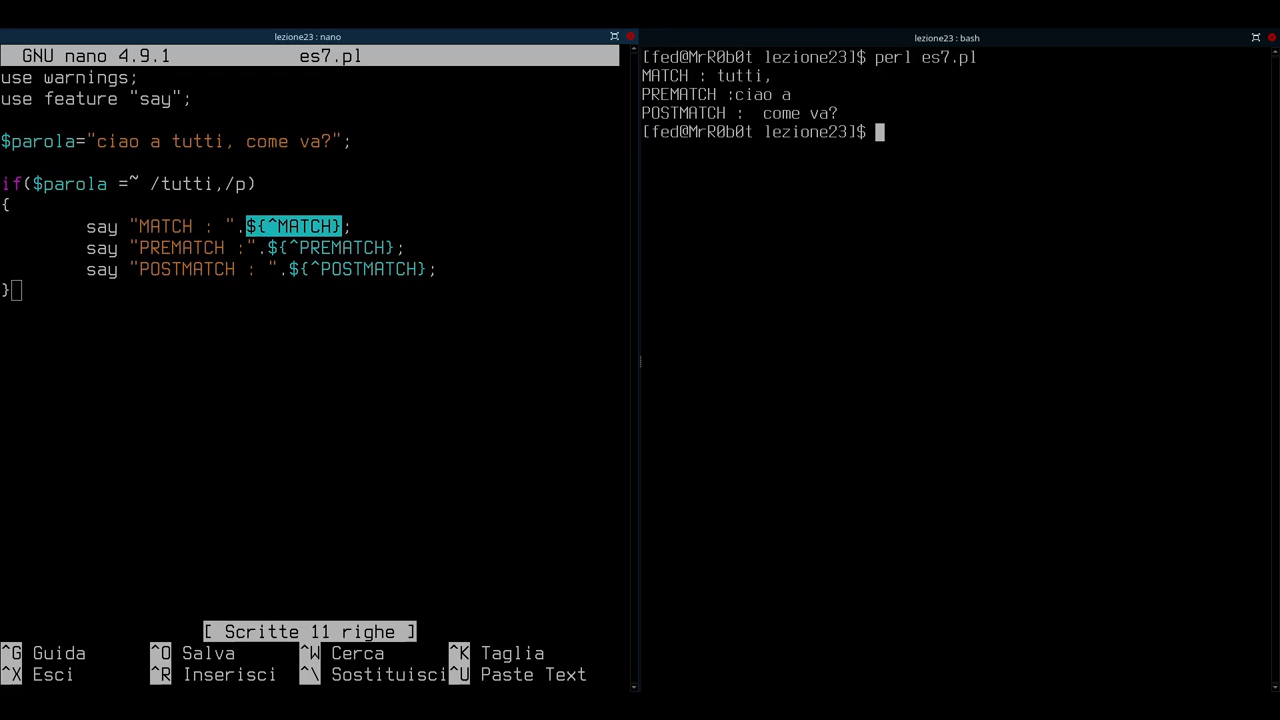 lezione23 : nano
GNU nano 4.9.1 es7.pl
use warnings;
use feature "say";
$parola="ciao a tutti, come va?";
if($parola =~ /tutti,/p)
{
say "MATCH : ".${^MATCH};
say "PREMATCH :".${^PREMATCH};
say "POSTMATCH : ".${^POSTMATCH};
}
[ Scritte 11 righe ]
^G Guida ^O Salva ^W Cerca ^K Taglia
^X Esci ^R Inserisci ^\ Sostituisci ^U Paste Text
lezione23 : bash
[fed@MrR0b0t lezione23]$ perl es7.pl
MATCH : tutti,
PREMATCH :ciao a
POSTMATCH :  come va?
[fed@MrR0b0t lezione23]$